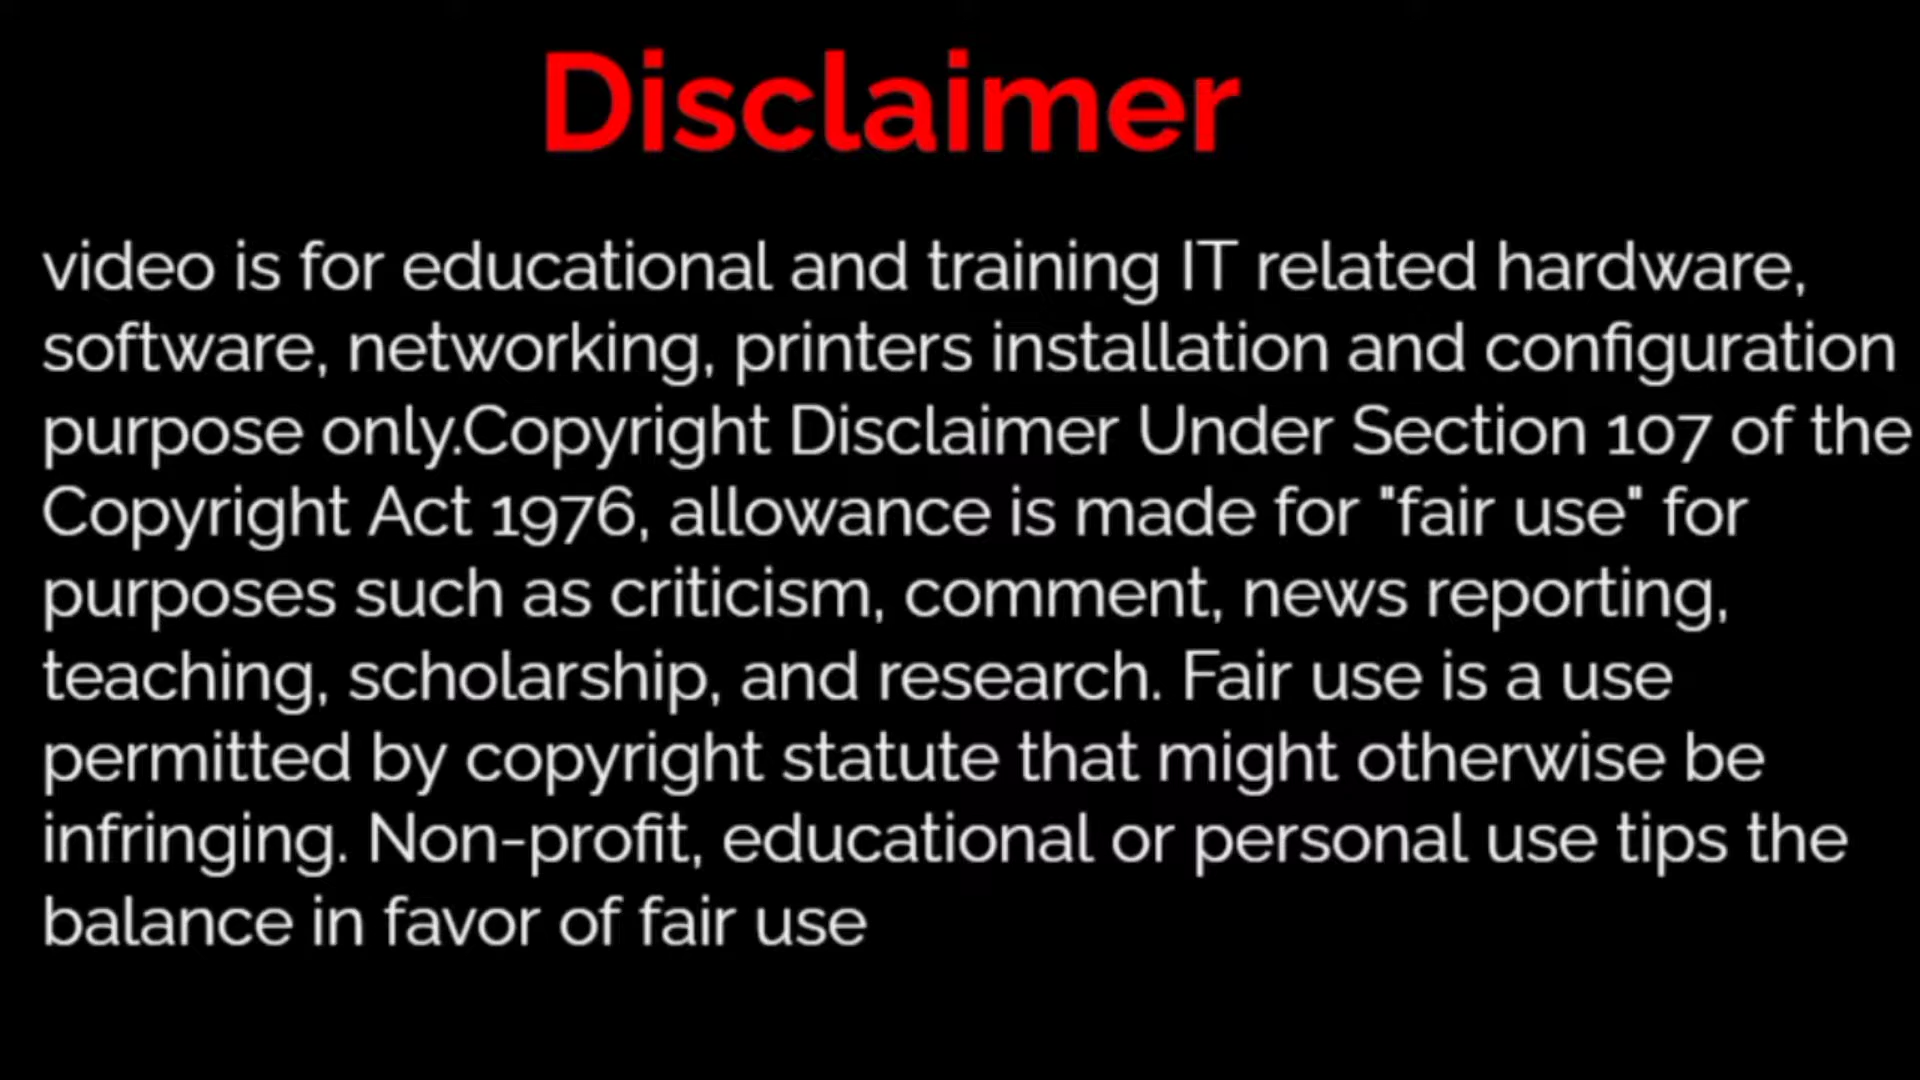 Disclaimer
video is for educational and training IT related hardware,
software, networking, printers installation and configuration
purpose only.Copyright Disclaimer Under Section 107 of the
Copyright Act 1976, allowance is made for "fair use" for
purposes such as criticism, comment, news reporting,
teaching, scholarship, and research. Fair use is a use
permitted by copyright statute that might otherwise be
infringing. Non-profit, educational or personal use tips the
balance in favor of fair use